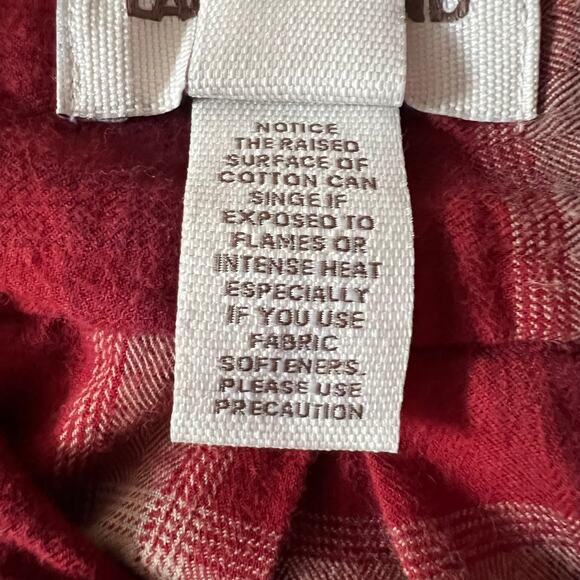 NOTICE
THE RAISED
SURFACE OF
COTTON CAN
SINGE IF
EXPOSED TO
FLAMES OR
INTENSE HEAT
ESPECIALLY
IF YOU USE
FABRIC
SOFTENERS.
PLEASE USE
PRECAUTION